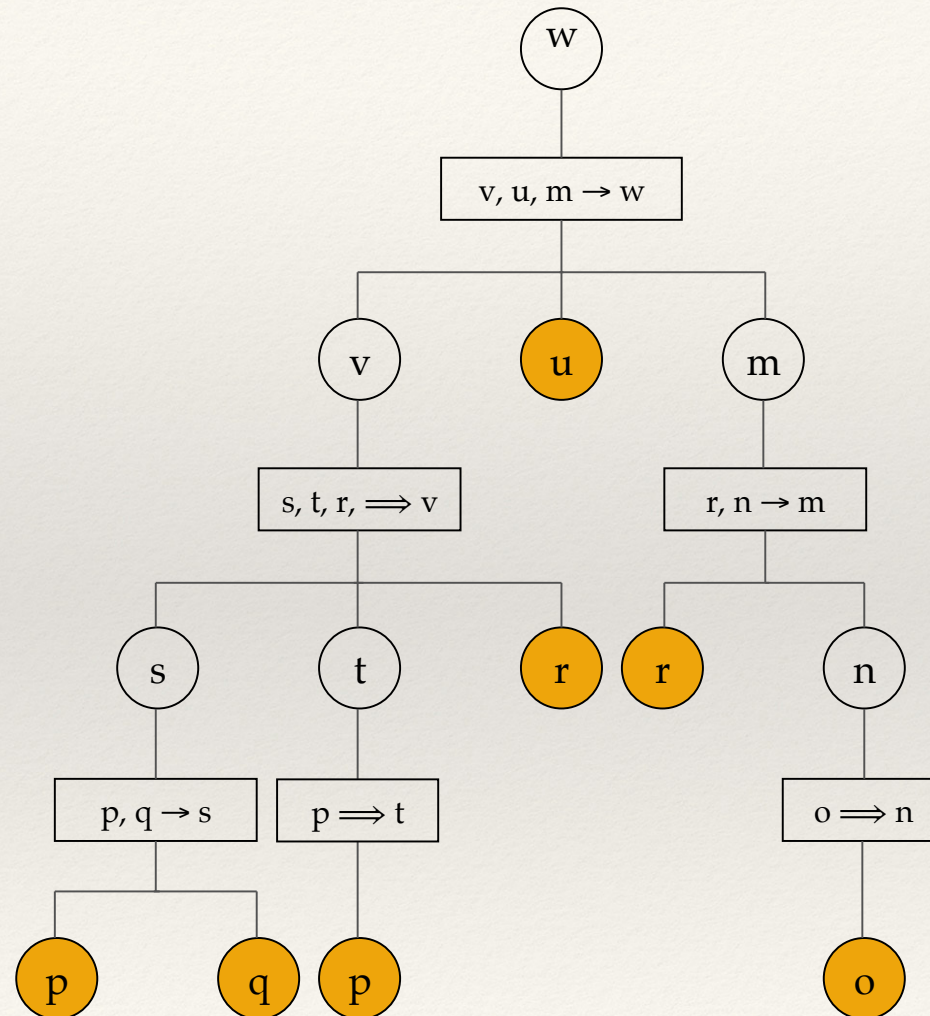 w
v, u, m → w
v
u
m
s, t, r, ⟹ v
r, n → m
s
t
r
r
n
p, q → s
p ⟹ t
o ⟹ n
p
q
p
o